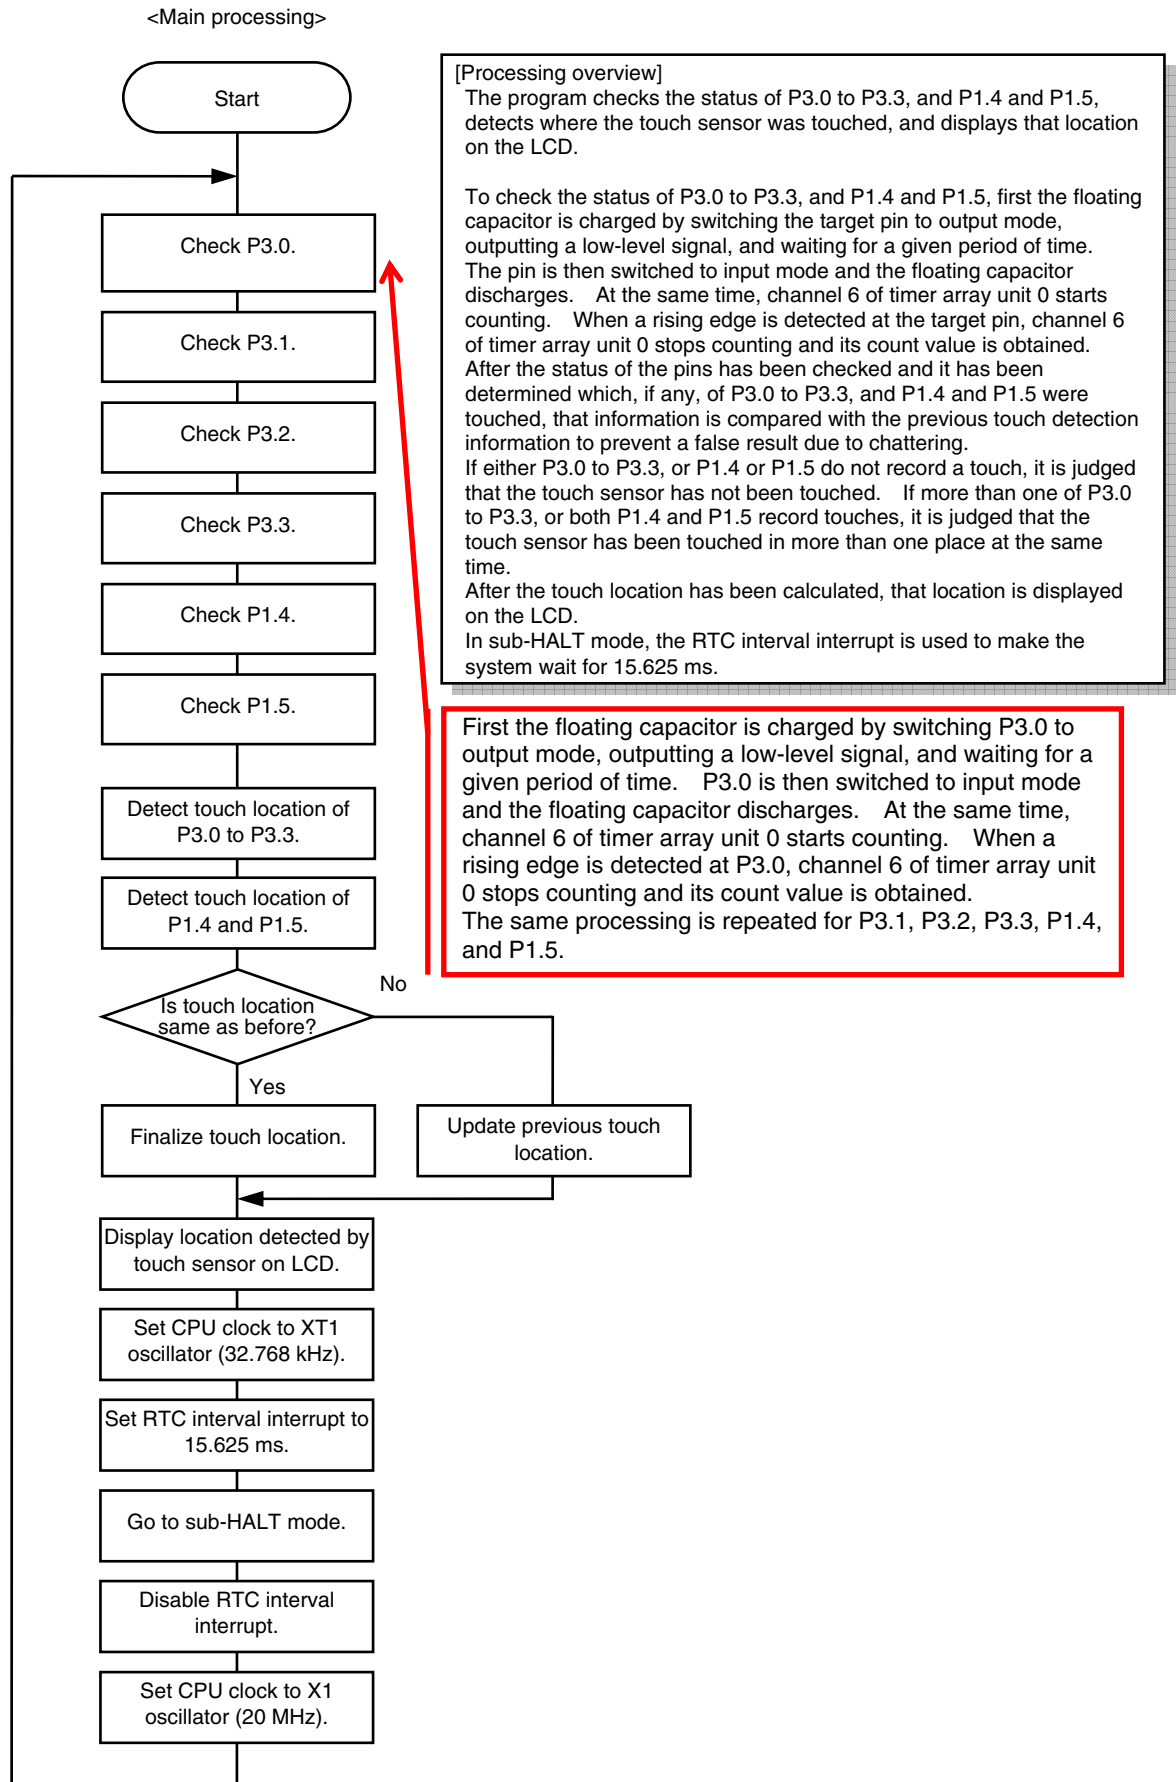 <Main processing>
Start
[Processing overview]
The program checks the status of P3.0 to P3.3, and P1.4 and P1.5,
detects where the touch sensor was touched, and displays that location
on the LCD.
To check the status of P3.0 to P3.3, and P1.4 and P1.5, first the floating
capacitor is charged by switching the target pin to output mode,
outputting a low-level signal, and waiting for a given period of time.
The pin is then switched to input mode and the floating capacitor
discharges. At the same time, channel 6 of timer array unit 0 starts
counting. When a rising edge is detected at the target pin, channel 6
of timer array unit 0 stops counting and its count value is obtained.
After the status of the pins has been checked and it has been
determined which, if any, of P3.0 to P3.3, and P1.4 and P1.5 were
touched, that information is compared with the previous touch detection
information to prevent a false result due to chattering.
If either P3.0 to P3.3, or P1.4 or P1.5 do not record a touch, it is judged
that the touch sensor has not been touched. If more than one of P3.0
to P3.3, or both P1.4 and P1.5 record touches, it is judged that the
touch sensor has been touched in more than one place at the same
time.
After the touch location has been calculated, that location is displayed
on the LCD.
In sub-HALT mode, the RTC interval interrupt is used to make the
system wait for 15.625 ms.
Check P3.0.
Check P3.1.
Check P3.2.
Check P3.3.
Check P1.4.
Check P1.5.
First the floating capacitor is charged by switching P3.0 to
output mode, outputting a low-level signal, and waiting for a
given period of time. P3.0 is then switched to input mode
and the floating capacitor discharges. At the same time,
channel 6 of timer array unit 0 starts counting. When a
rising edge is detected at P3.0, channel 6 of timer array unit
0 stops counting and its count value is obtained.
The same processing is repeated for P3.1, P3.2, P3.3, P1.4,
and P1.5.
Detect touch location of
P3.0 to P3.3.
Detect touch location of
P1.4 and P1.5.
Is touch location
same as before?
No
Yes
Finalize touch location.
Update previous touch
location.
Display location detected by
touch sensor on LCD.
Set CPU clock to XT1
oscillator (32.768 kHz).
Set RTC interval interrupt to
15.625 ms.
Go to sub-HALT mode.
Disable RTC interval
interrupt.
Set CPU clock to X1
oscillator (20 MHz).